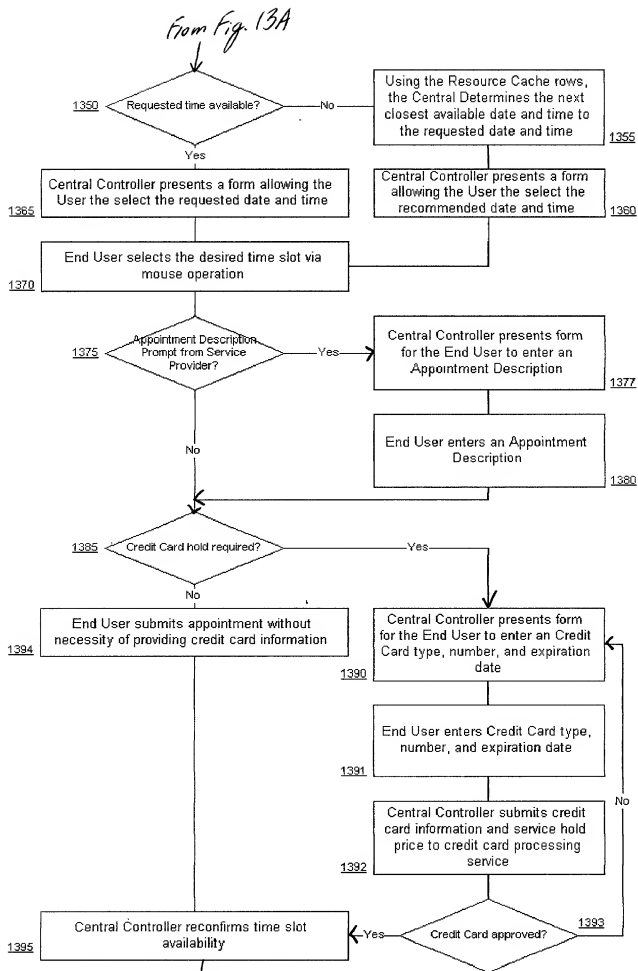 From Fig. 13A
1350
Requested time available?
No
Using the Resource Cache rows,
the Central Determines the next
closest available date and time to
the requested date and time
1355
Yes
Central Controller presents a form allowing the
User the select the requested date and time
1365
Central Controller presents a form
allowing the User the select the
recommended date and time
1360
End User selects the desired time slot via
mouse operation
1370
1375
Appointment Description
Prompt from Service
Provider?
Yes
Central Controller presents form
for the End User to enter an
Appointment Description
1377
No
End User enters an Appointment
Description
1380
1385
Credit Card hold required?
Yes
No
End User submits appointment without
necessity of providing credit card information
1394
Central Controller presents form
for the End User to enter an Credit
Card type, number, and expiration
date
1390
End User enters Credit Card type,
number, and expiration date
1391
No
Central Controller submits credit
card information and service hold
price to credit card processing
service
1392
Central Controller reconfirms time slot
availability
1395
Yes
Credit Card approved?
1393